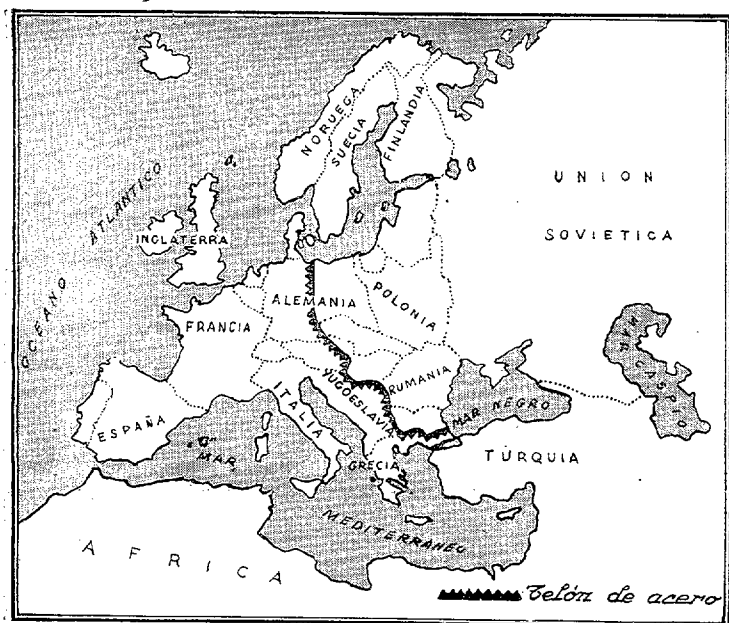 NORUEGA
SUECIA
FINLANDIA
OCEANO ATLANTICO
INGLATERRA
UNION
SOVIETICA
ALEMANIA
POLONIA
FRANCIA
MAR CASPIO
RUMANIA
YUGOESLAVIA
ITALIA
MAR NEGRO
ESPAÑA
MAR
GRECIA
TURQUIA
MEDITERRANEO
AFRICA
Telón de acero